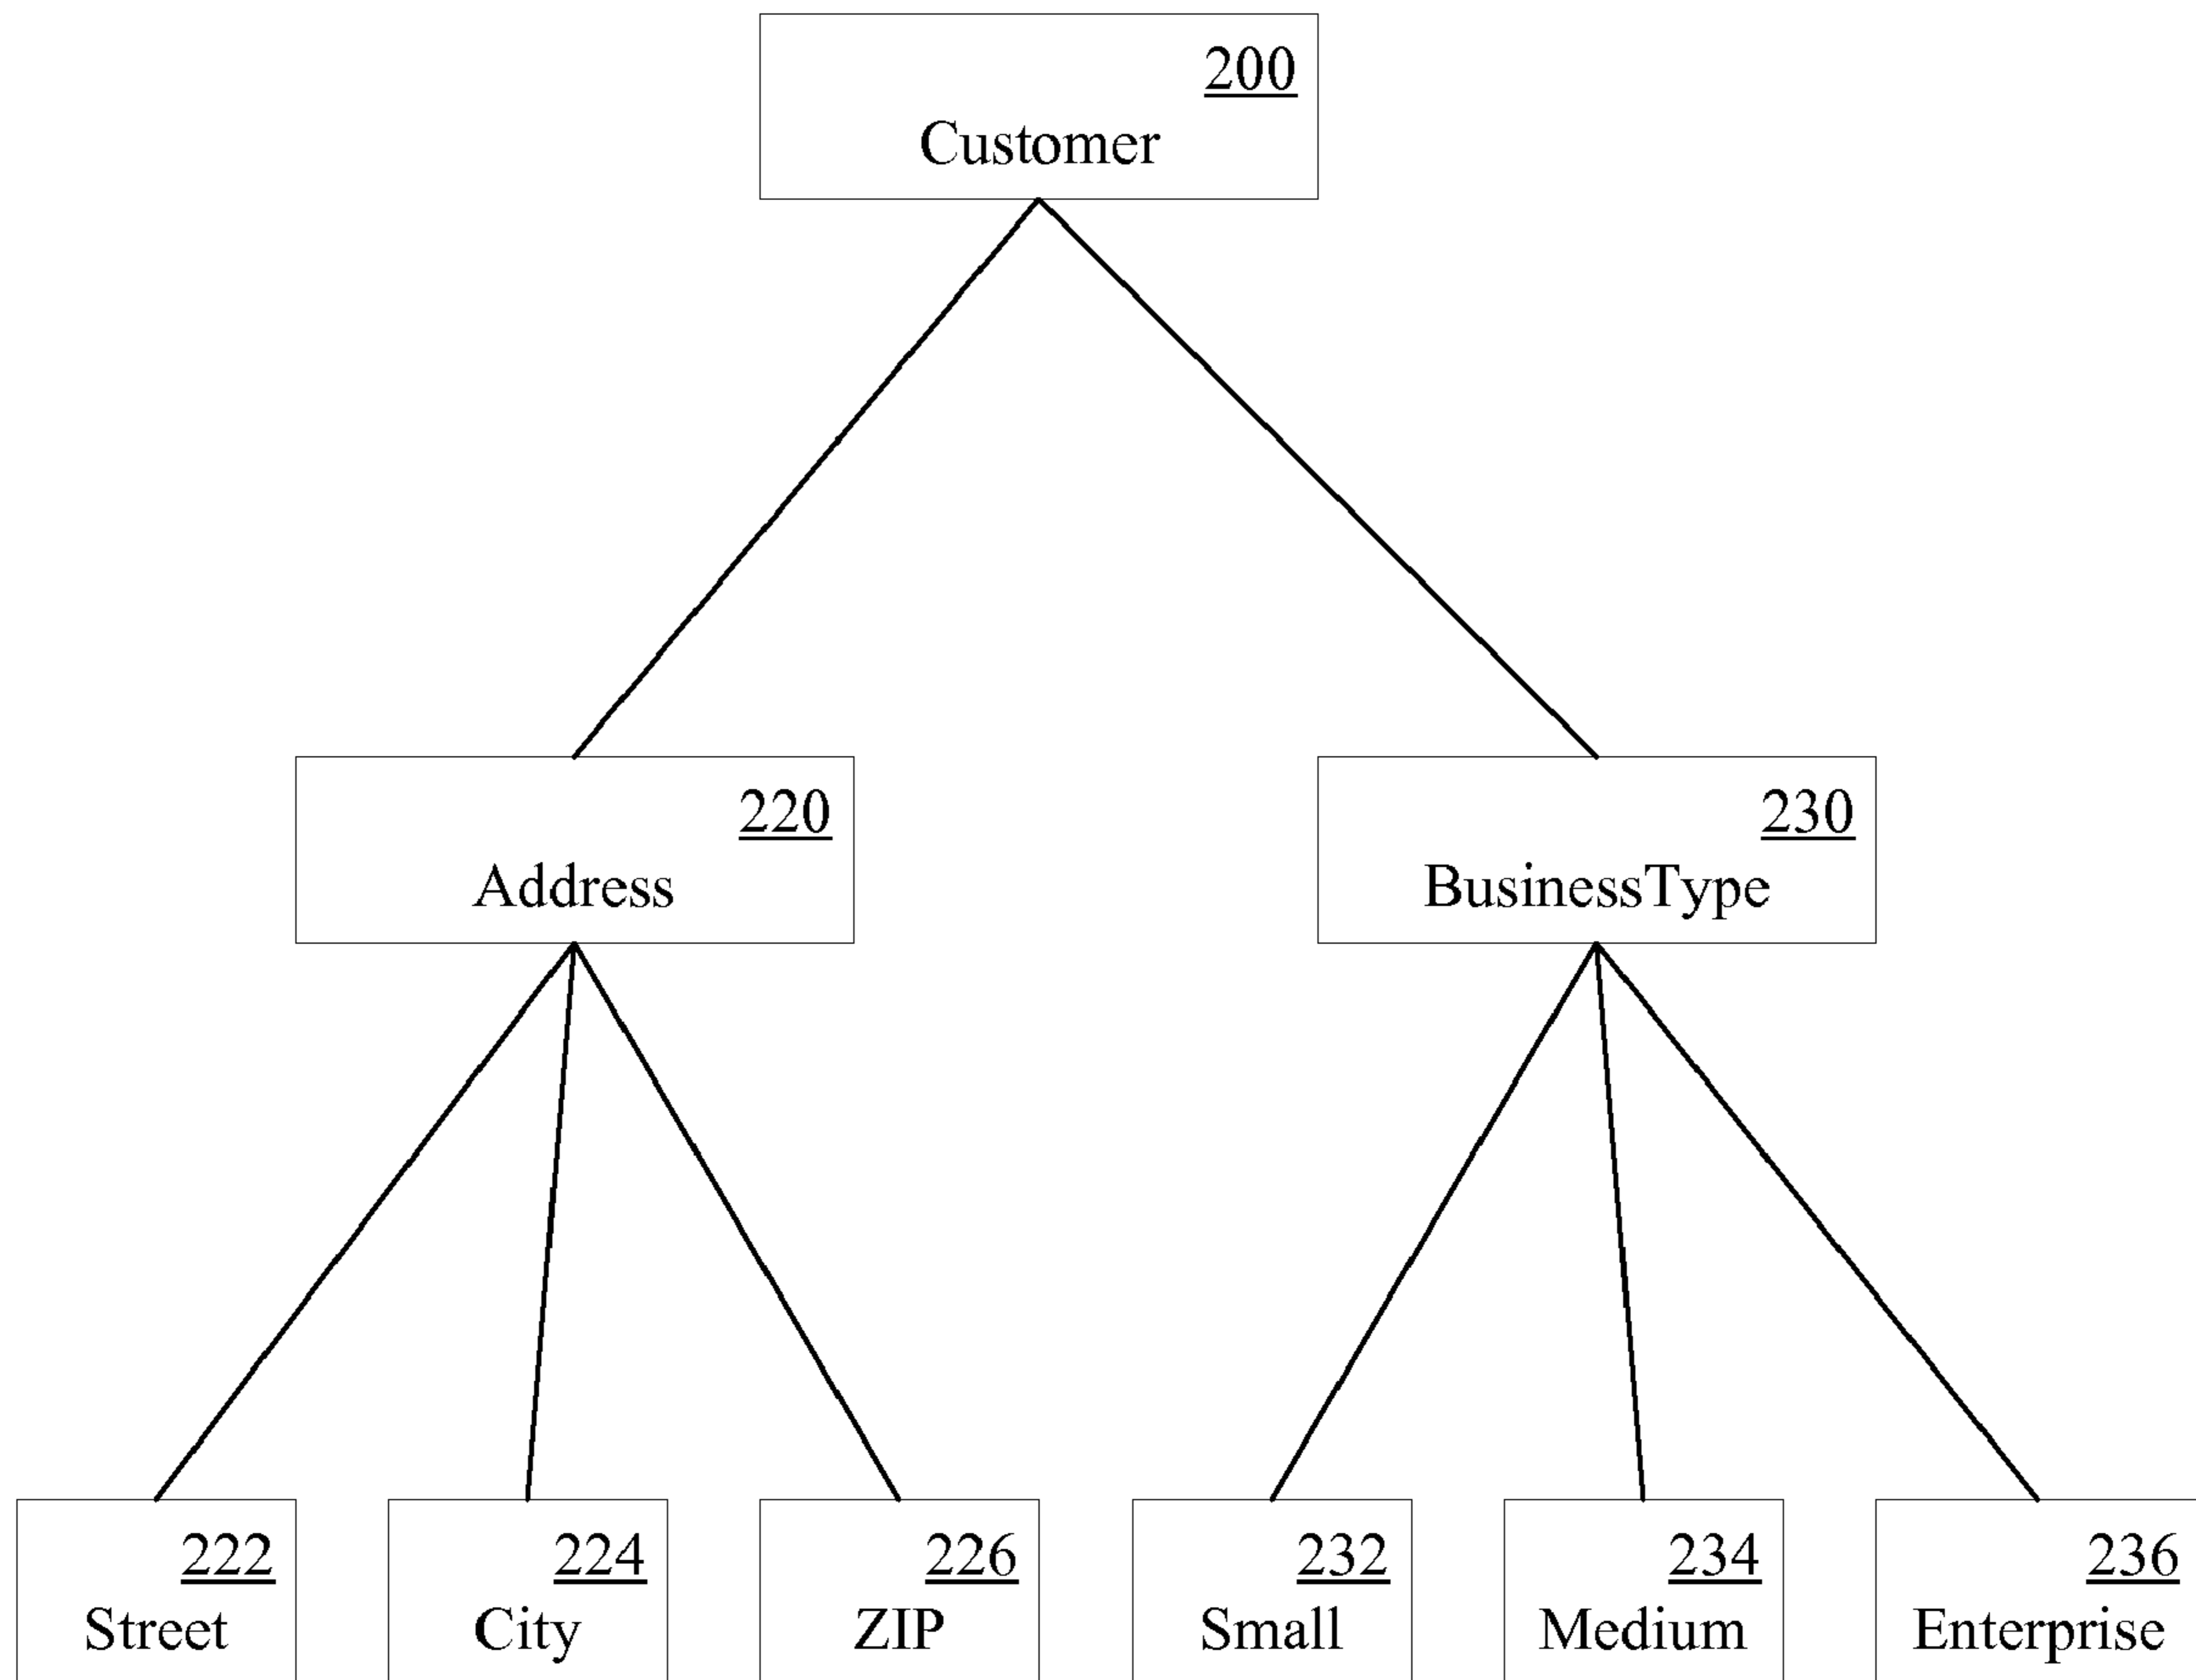 200
Customer
220
Address
230
BusinessType
222
Street
224
City
226
ZIP
232
Small
234
Medium
236
Enterprise